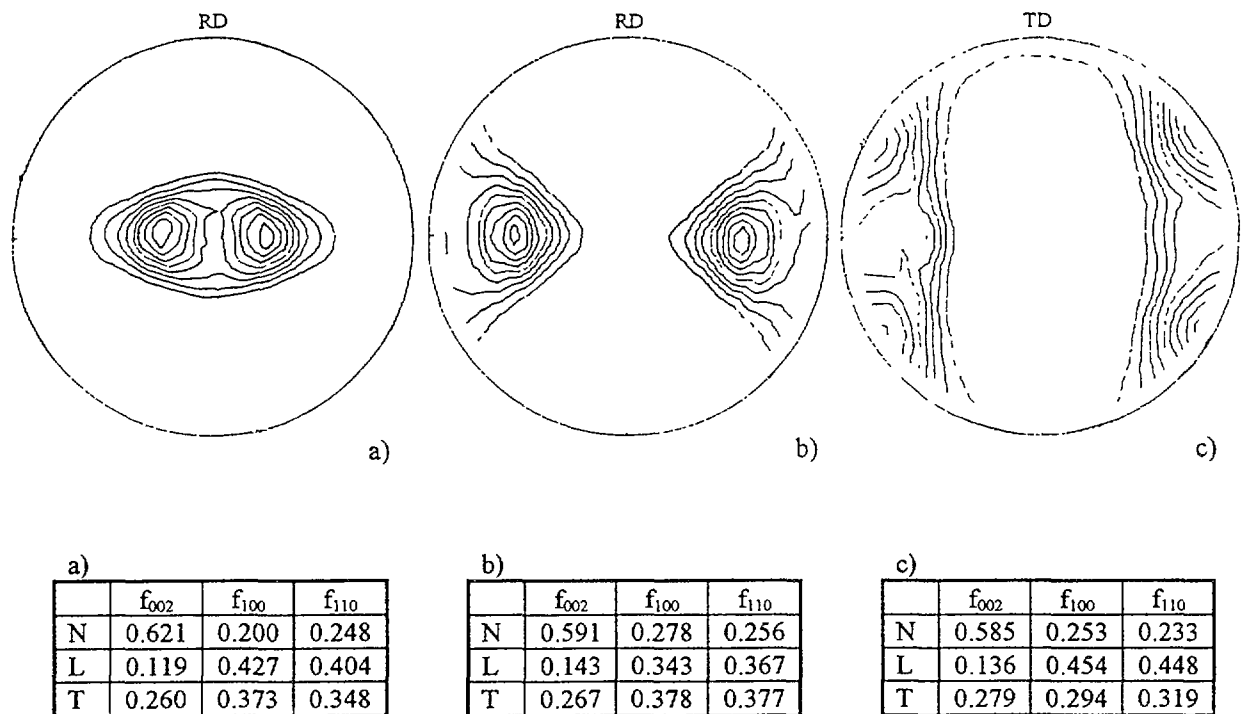 RD
RD
TD
a)
b)
c)
a)
f002 f100 f110
N 0.621 0.200 0.248
L 0.119 0.427 0.404
T 0.260 0.373 0.348
b)
f002 f100 f110
N 0.591 0.278 0.256
L 0.143 0.343 0.367
T 0.267 0.378 0.377
c)
f002 f100 f110
N 0.585 0.253 0.233
L 0.136 0.454 0.448
T 0.279 0.294 0.319